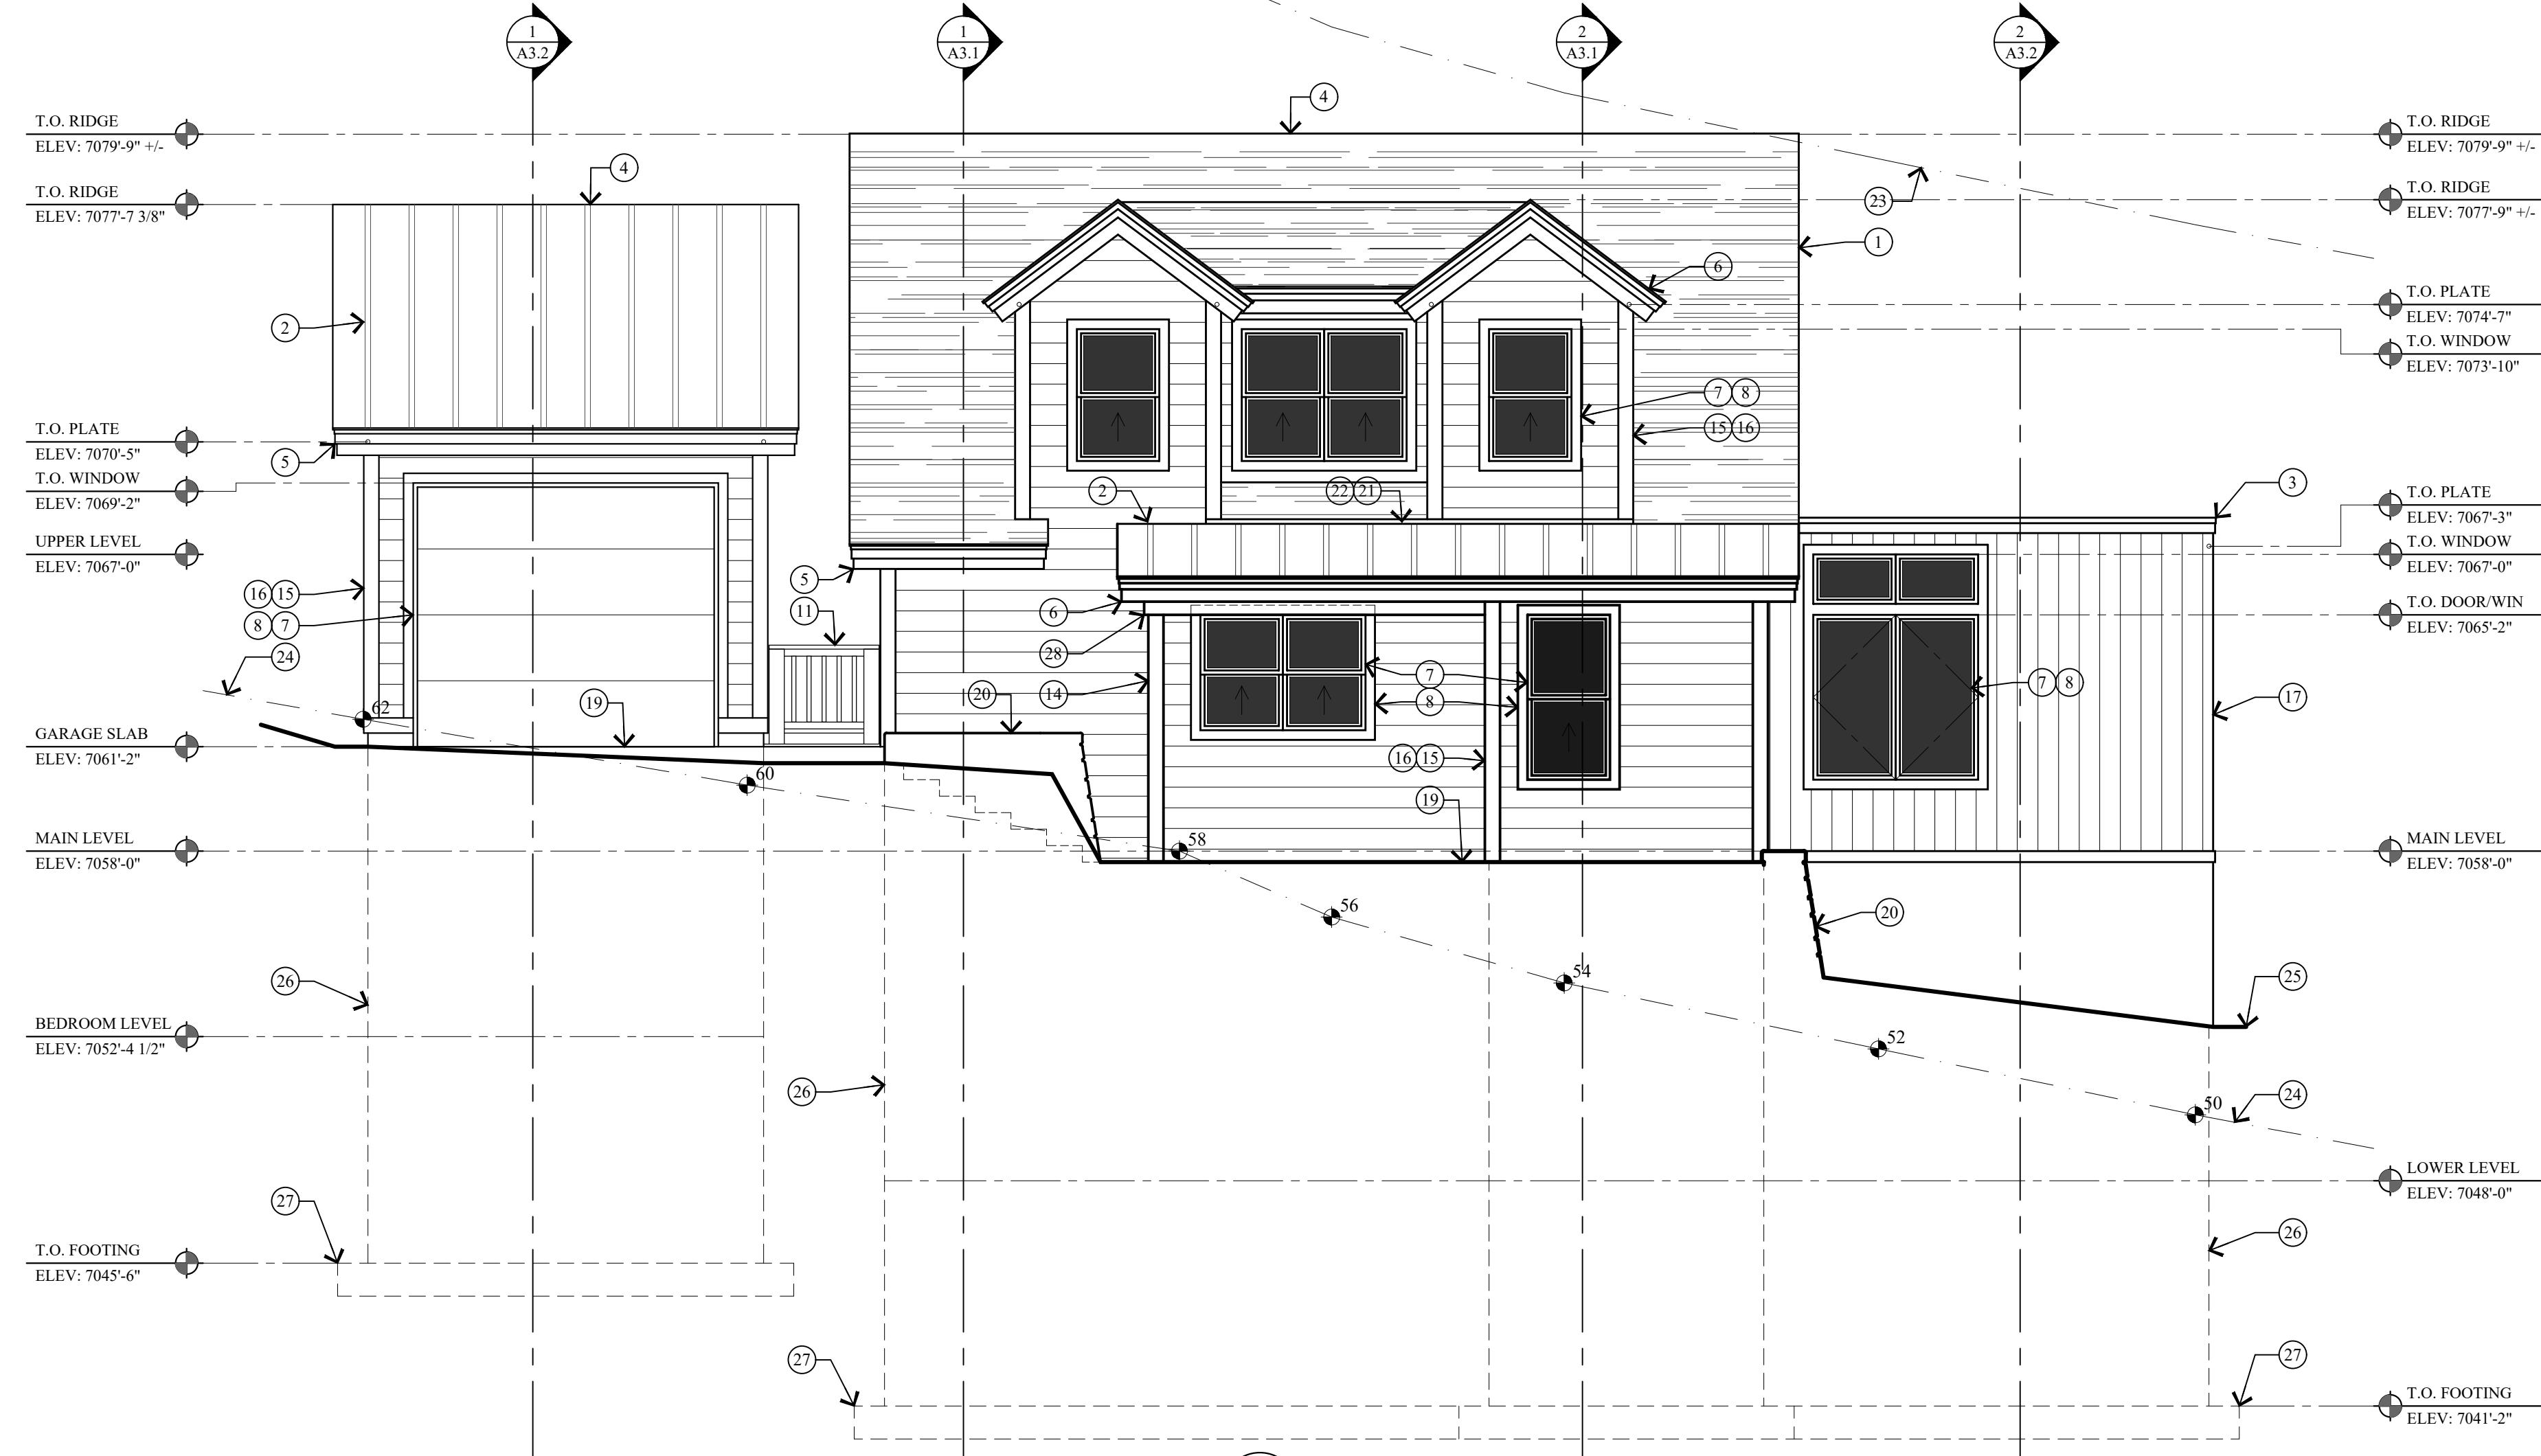 1
A3.2
1
A3.1
2
A3.1
2
A3.2
T.O. RIDGE
ELEV: 7079'-9" +/-
T.O. RIDGE
ELEV: 7077'-7 3/8"
T.O. PLATE
ELEV: 7070'-5"
T.O. WINDOW
ELEV: 7069'-2"
UPPER LEVEL
ELEV: 7067'-0"
GARAGE SLAB
ELEV: 7061'-2"
MAIN LEVEL
ELEV: 7058'-0"
BEDROOM LEVEL
ELEV: 7052'-4 1/2"
T.O. FOOTING
ELEV: 7045'-6"
4
4
2
5
16 15
8 7
24
62
19
60
5
11
20
6
28
14
2
22 21
58
7
8
16 15
19
56
54
52
50
23
1
6
7 8
15 16
3
7 8
17
20
25
24
26
26
26
27
27
27
T.O. RIDGE
ELEV: 7079'-9" +/-
T.O. RIDGE
ELEV: 7077'-9" +/-
T.O. PLATE
ELEV: 7074'-7"
T.O. WINDOW
ELEV: 7073'-10"
T.O. PLATE
ELEV: 7067'-3"
T.O. WINDOW
ELEV: 7067'-0"
T.O. DOOR/WIN
ELEV: 7065'-2"
MAIN LEVEL
ELEV: 7058'-0"
LOWER LEVEL
ELEV: 7048'-0"
T.O. FOOTING
ELEV: 7041'-2"